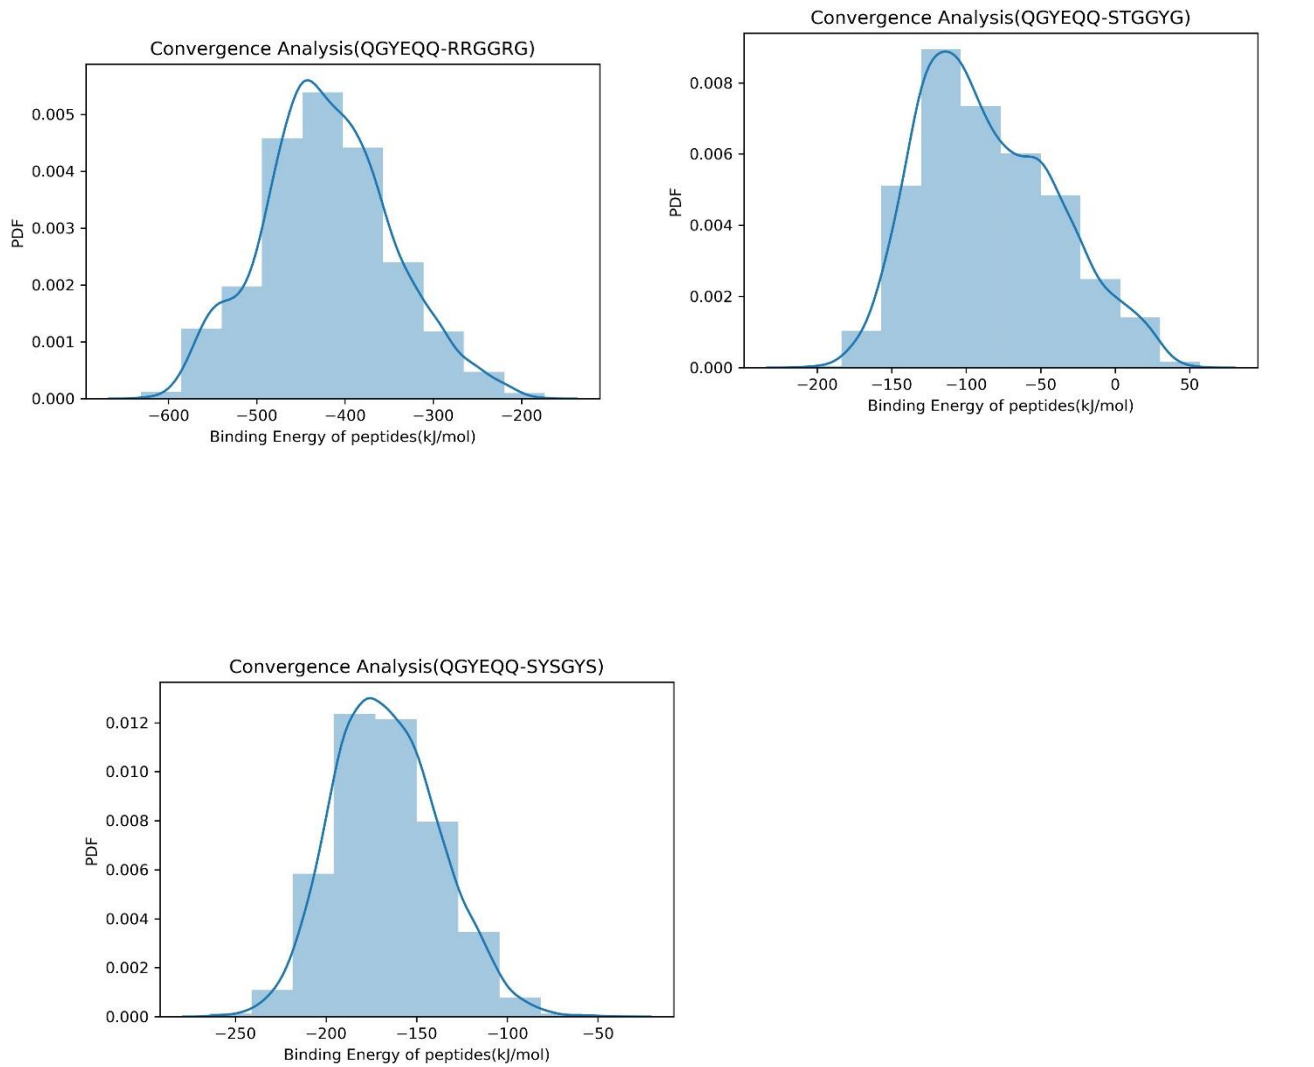 Convergence Analysis(QGYEQQ-RRGGRG)
PDF
0.005
0.004
0.003
0.002
0.001
0.000
−600 −500 −400 −300 −200
Binding Energy of peptides(kJ/mol)
Convergence Analysis(QGYEQQ-STGGYG)
PDF
0.008
0.006
0.004
0.002
0.000
−200 −150 −100 −50 0 50
Binding Energy of peptides(kJ/mol)
Convergence Analysis(QGYEQQ-SYSGYS)
PDF
0.012
0.010
0.008
0.006
0.004
0.002
0.000
−250 −200 −150 −100 −50
Binding Energy of peptides(kJ/mol)